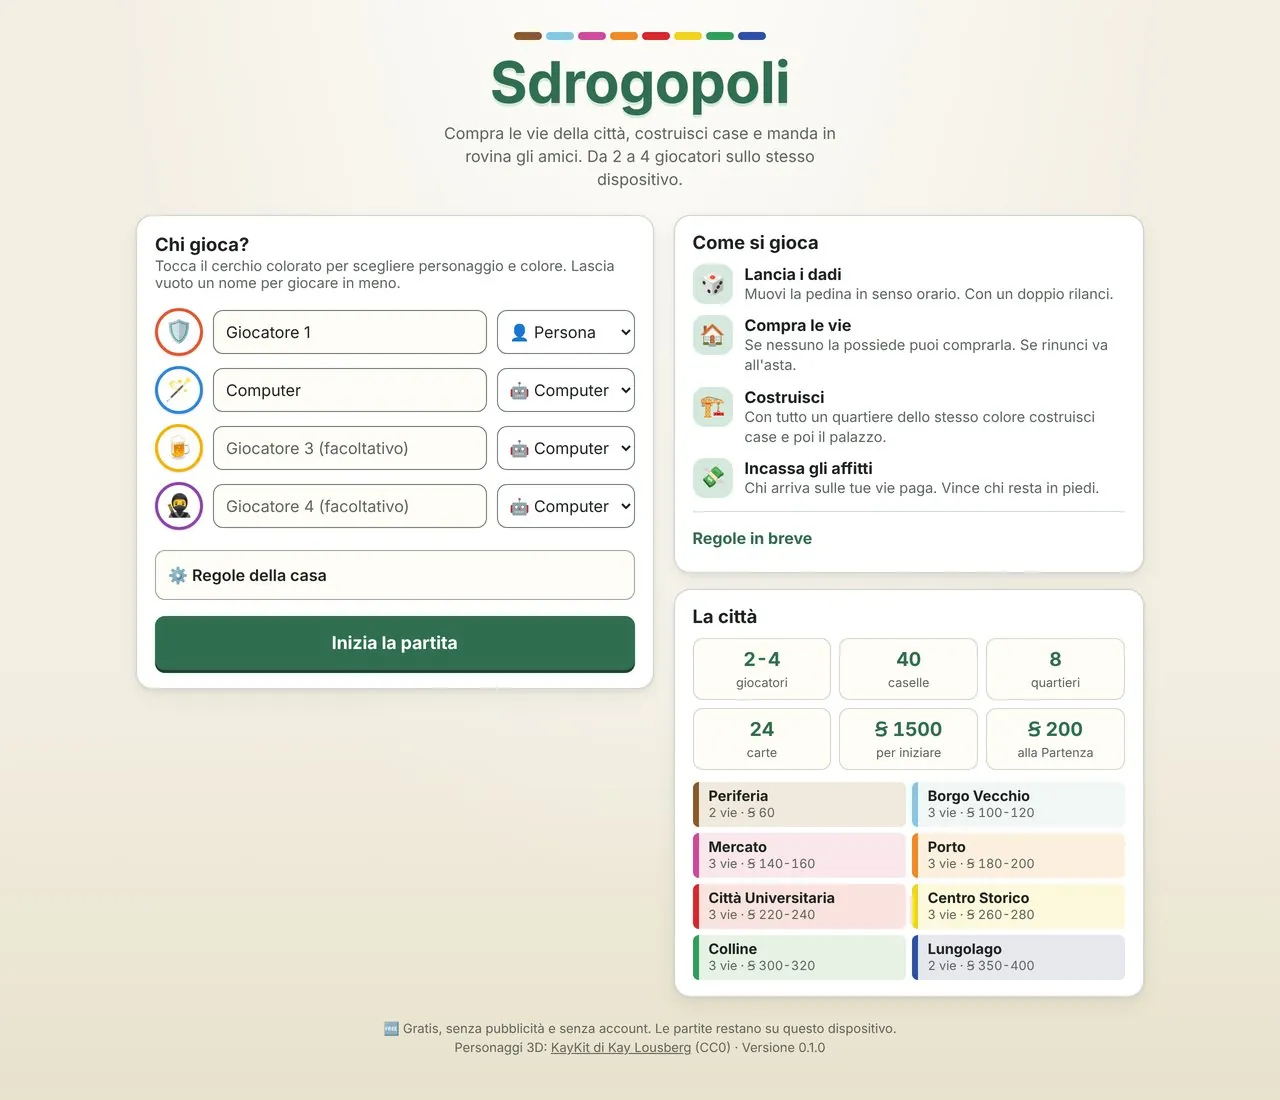 Sdrogopoli
Compra le vie della città, costruisci case e manda in
rovina gli amici. Da 2 a 4 giocatori sullo stesso
dispositivo.
Chi gioca?
Tocca il cerchio colorato per scegliere personaggio e colore. Lascia
vuoto un nome per giocare in meno.
Giocatore 1
Persona
Computer
Computer
Giocatore 3 (facoltativo)
Computer
Giocatore 4 (facoltativo)
Computer
Regole della casa
Inizia la partita
Come si gioca
Lancia i dadi
Muovi la pedina in senso orario. Con un doppio rilanci.
Compra le vie
Se nessuno la possiede puoi comprarla. Se rinunci va
all'asta.
Costruisci
Con tutto un quartiere dello stesso colore costruisci
case e poi il palazzo.
Incassa gli affitti
Chi arriva sulle tue vie paga. Vince chi resta in piedi.
Regole in breve
La città
2-4
giocatori
40
caselle
8
quartieri
24
carte
S 1500
per iniziare
S 200
alla Partenza
Periferia
2 vie · S 60
Borgo Vecchio
3 vie · S 100-120
Mercato
3 vie · S 140-160
Porto
3 vie · S 180-200
Città Universitaria
3 vie · S 220-240
Centro Storico
3 vie · S 260-280
Colline
3 vie · S 300-320
Lungolago
2 vie · S 350-400
🆓 Gratis, senza pubblicità e senza account. Le partite restano su questo dispositivo.
Personaggi 3D: KayKit di Kay Lousberg (CC0) · Versione 0.1.0